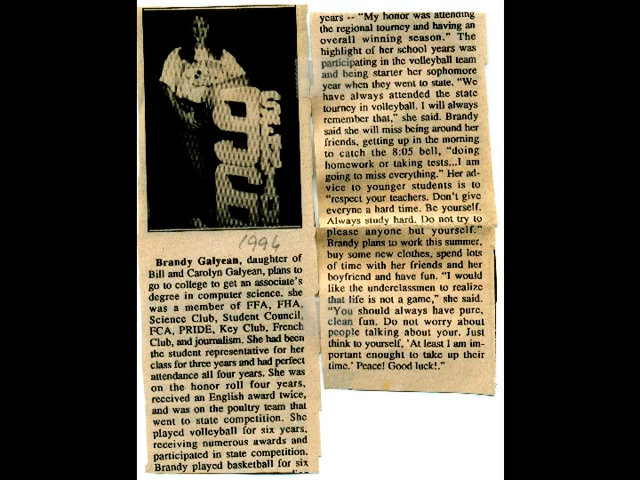 SENIOR
96
1996
Brandy Galyean, daughter of
Bill and Carolyn Galyean, plans to
go to college to get an associate's
degree in computer science. she
was a member of FFA, FHA,
Science Club, Student Council,
FCA, PRIDE, Key Club, French
Club, and journalism. She had been
the student representative for her
class for three years and had perfect
attendance all four years. She was
on the honor roll four years,
received an English award twice,
and was on the poultry team that
went to state competition. She
played volleyball for six years,
receiving numerous awards and
participated in state competition.
Brandy played basketball for six
years -- "My honor was attending
the regional tourney and having an
overall winning season." The
highlight of her school years was
participating in the volleyball team
and being starter her sophomore
year when they went to state. "We
have always attended the state
tourney in volleyball. I will always
remember that," she said. Brandy
said she will miss being around her
friends, getting up in the morning
to catch the 8:05 bell, "doing
homework or taking tests...I am
going to miss everything." Her ad-
vice to younger students is to
"respect your teachers. Don't give
everyne a hard time. Be yourself.
Always study hard. Do not try to
please anyone but yourself."
Brandy plans to work this summer,
buy some new clothes, spend lots
of time with her friends and her
boyfriend and have fun. "I would
like the underclassmen to realize
that life is not a game," she said.
"You should always have pure,
clean fun. Do not worry about
people talking about your. Just
think to yourself, 'At least I am im-
portant enought to take up their
time.' Peace! Good luck!."